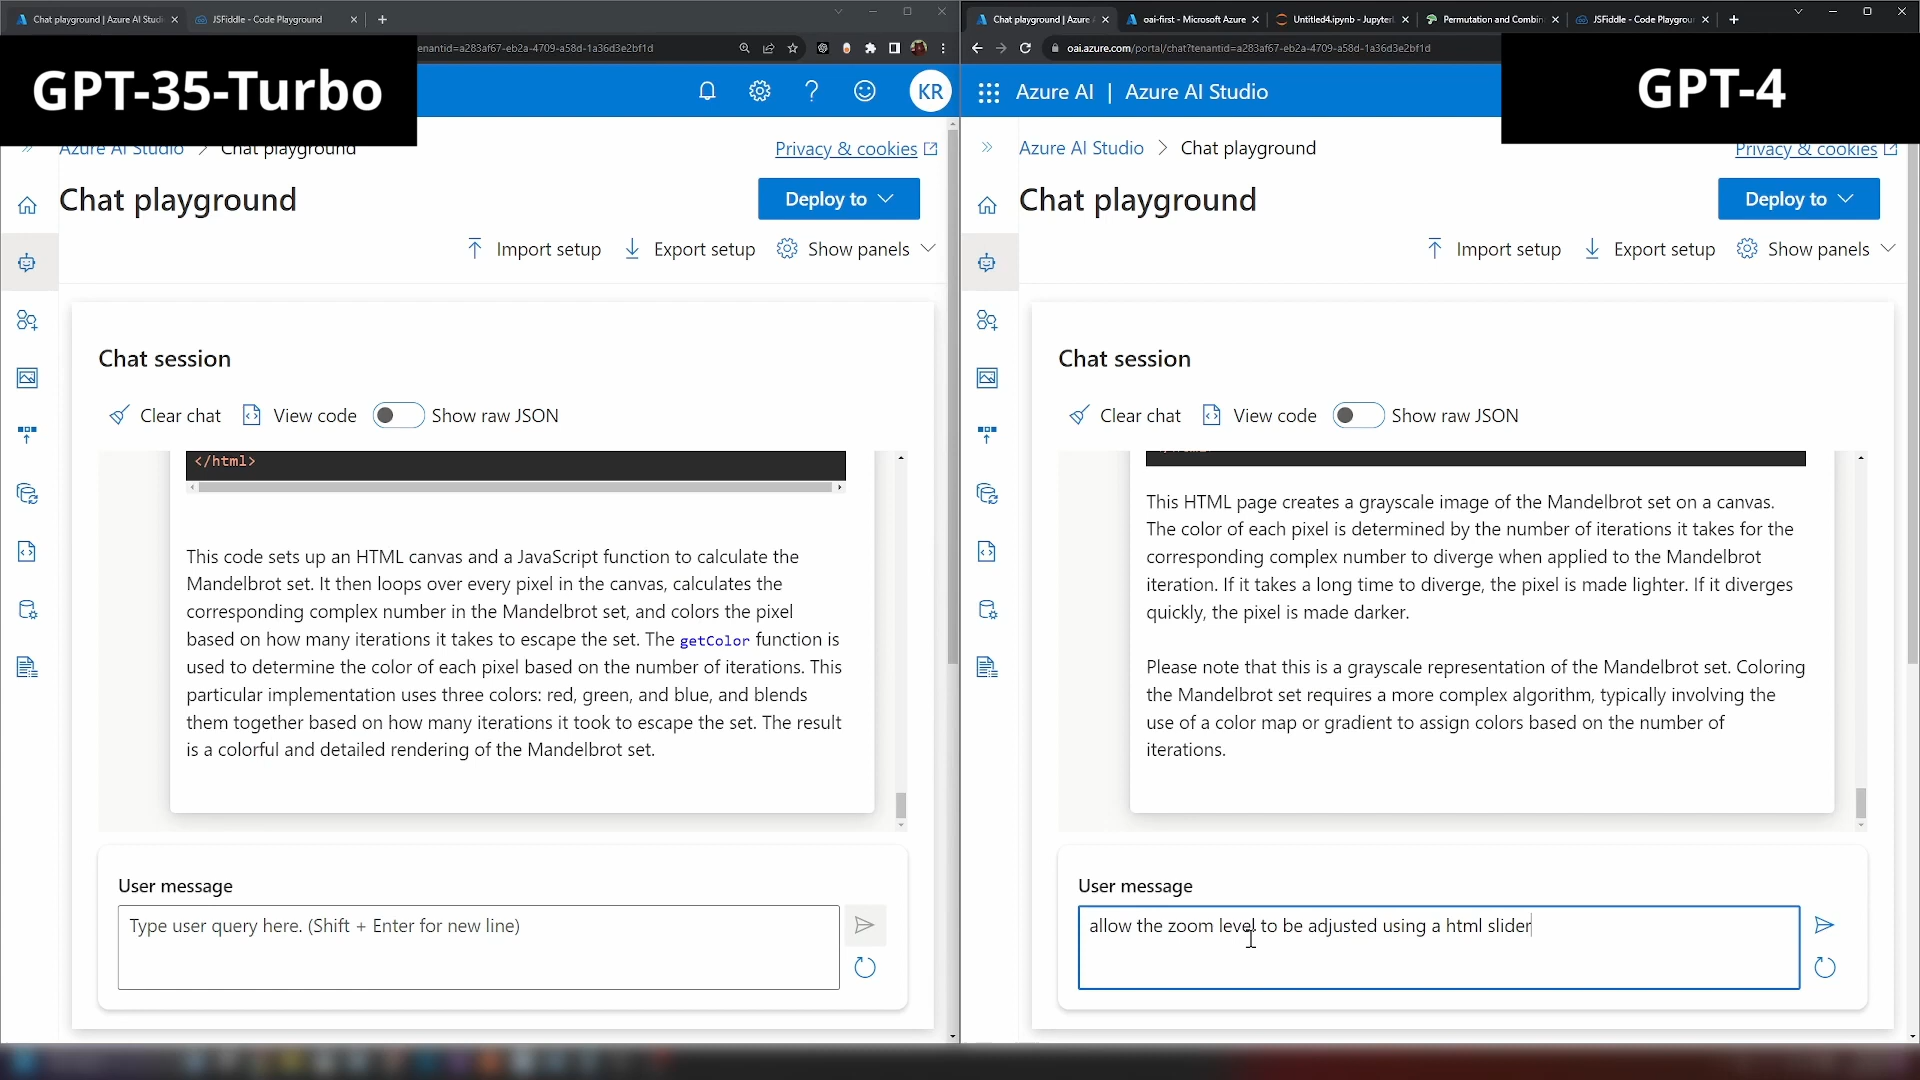 Chat playground | Azure AI Studi
JSFiddle - Code Playground
enantid=a283af67-eb2a-4709-a58d-1a36d3e2bf1d
GPT-35-Turbo
KR
Azure AI Studio > Chat playground
Privacy & cookies
Chat playground
Deploy to
Import setup
Export setup
Show panels
Chat session
Clear chat
View code
Show raw JSON
</html>
This code sets up an HTML canvas and a JavaScript function to calculate the
Mandelbrot set. It then loops over every pixel in the canvas, calculates the
corresponding complex number in the Mandelbrot set, and colors the pixel
based on how many iterations it takes to escape the set. The getColor function is
used to determine the color of each pixel based on the number of iterations. This
particular implementation uses three colors: red, green, and blue, and blends
them together based on how many iterations it took to escape the set. The result
is a colorful and detailed rendering of the Mandelbrot set.
User message
Type user query here. (Shift + Enter for new line)
Chat playground | Azure
oai-first - Microsoft Azure
Untitled4.ipynb - Jupyter
Permutation and Combin
JSFiddle - Code Playgrou
oai.azure.com/portal/chat?tenantid=a283af67-eb2a-4709-a58d-1a36d3e2bf1d
GPT-4
Azure AI | Azure AI Studio
Azure AI Studio > Chat playground
Privacy & cookies
Chat playground
Deploy to
Import setup
Export setup
Show panels
Chat session
Clear chat
View code
Show raw JSON
This HTML page creates a grayscale image of the Mandelbrot set on a canvas.
The color of each pixel is determined by the number of iterations it takes for the
corresponding complex number to diverge when applied to the Mandelbrot
iteration. If it takes a long time to diverge, the pixel is made lighter. If it diverges
quickly, the pixel is made darker.
Please note that this is a grayscale representation of the Mandelbrot set. Coloring
the Mandelbrot set requires a more complex algorithm, typically involving the
use of a color map or gradient to assign colors based on the number of
iterations.
User message
allow the zoom level to be adjusted using a html slider